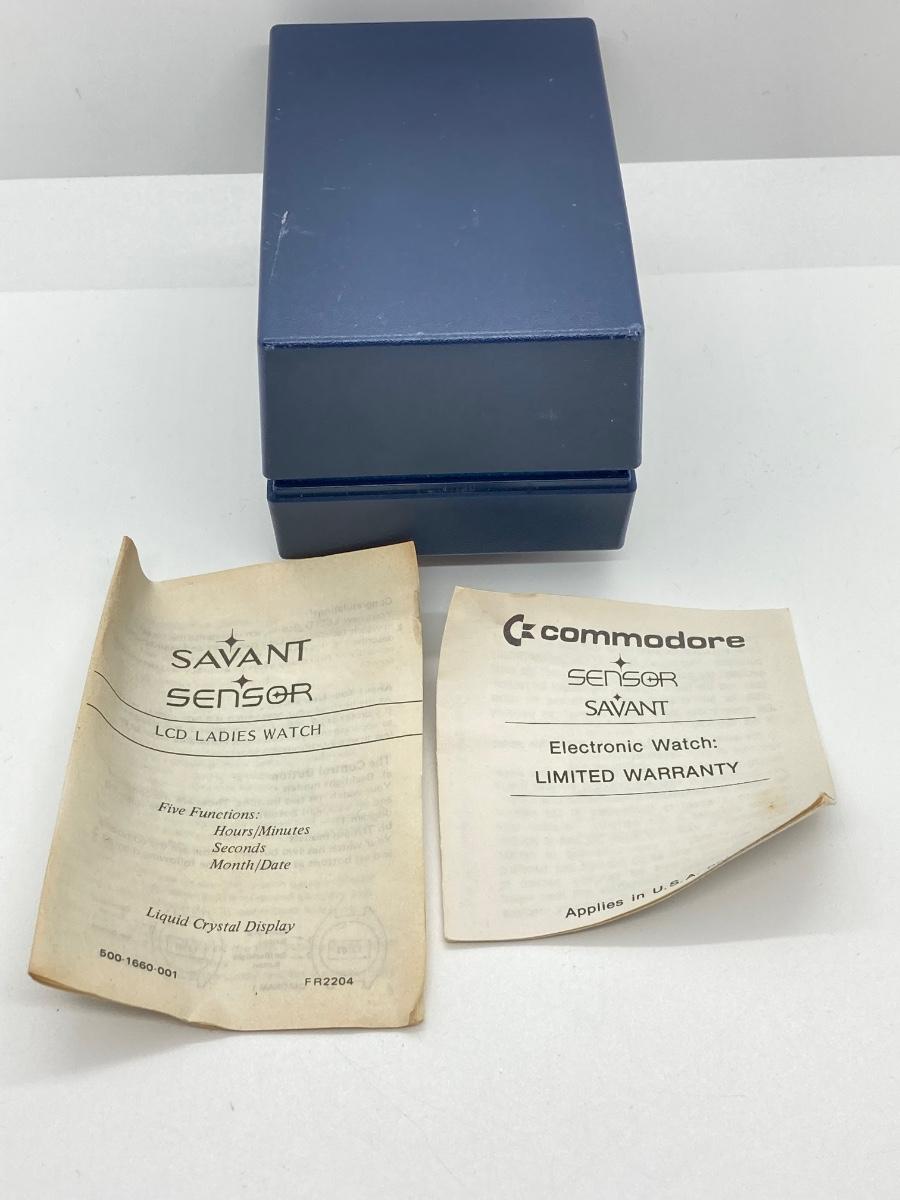 SAVANT
SENSOR
LCD LADIES WATCH
Five Functions:
Hours/Minutes
Seconds
Month/Date
Liquid Crystal Display
500-1660-001
FR2204
commodore
SENSOR
SAVANT
Electronic Watch:
LIMITED WARRANTY
Applies in U.S.A.